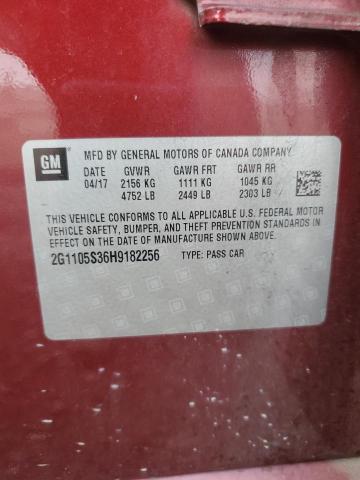 GM
MFD BY GENERAL MOTORS OF CANADA COMPANY
DATE GVWR GAWR FRT GAWR RR
04/17 2156 KG 1111 KG 1045 KG
4752 LB 2449 LB 2303 LB
THIS VEHICLE CONFORMS TO ALL APPLICABLE U.S. FEDERAL MOTOR
VEHICLE SAFETY, BUMPER, AND THEFT PREVENTION STANDARDS IN
EFFECT ON THE DATE OF MANUFACTURE SHOWN ABOVE.
2G1105S36H9182256 TYPE: PASS CAR